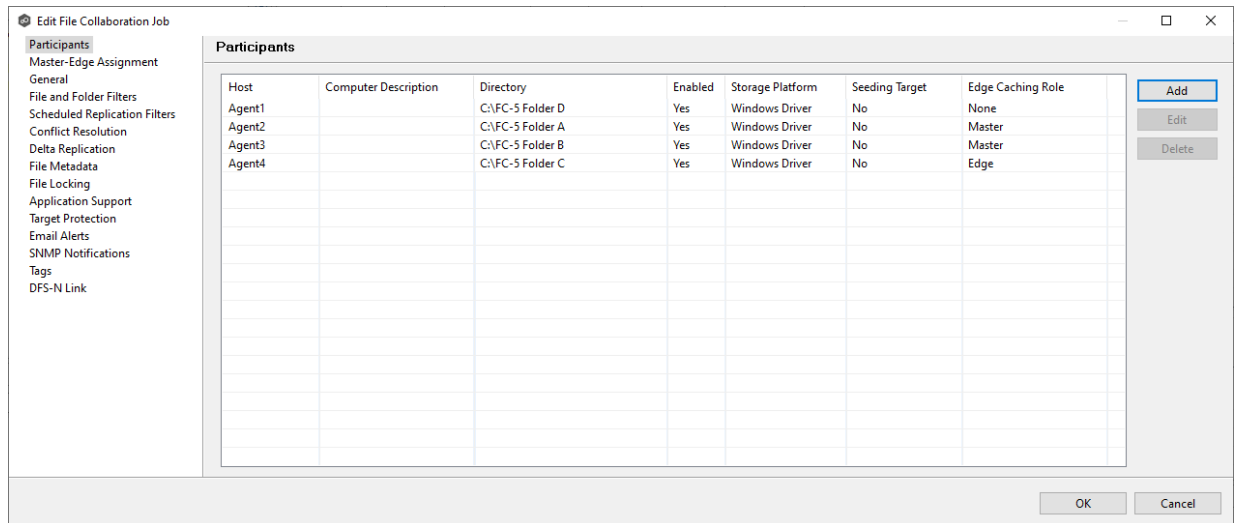 Edit File Collaboration Job
Participants
Master-Edge Assignment
General
File and Folder Filters
Scheduled Replication Filters
Conflict Resolution
Delta Replication
File Metadata
File Locking
Application Support
Target Protection
Email Alerts
SNMP Notifications
Tags
DFS-N Link
Participants
Host Computer Description Directory Enabled Storage Platform Seeding Target Edge Caching Role
Agent1 C:\FC-5 Folder D Yes Windows Driver No None
Agent2 C:\FC-5 Folder A Yes Windows Driver No Master
Agent3 C:\FC-5 Folder B Yes Windows Driver No Master
Agent4 C:\FC-5 Folder C Yes Windows Driver No Edge
Add
Edit
Delete
OK Cancel